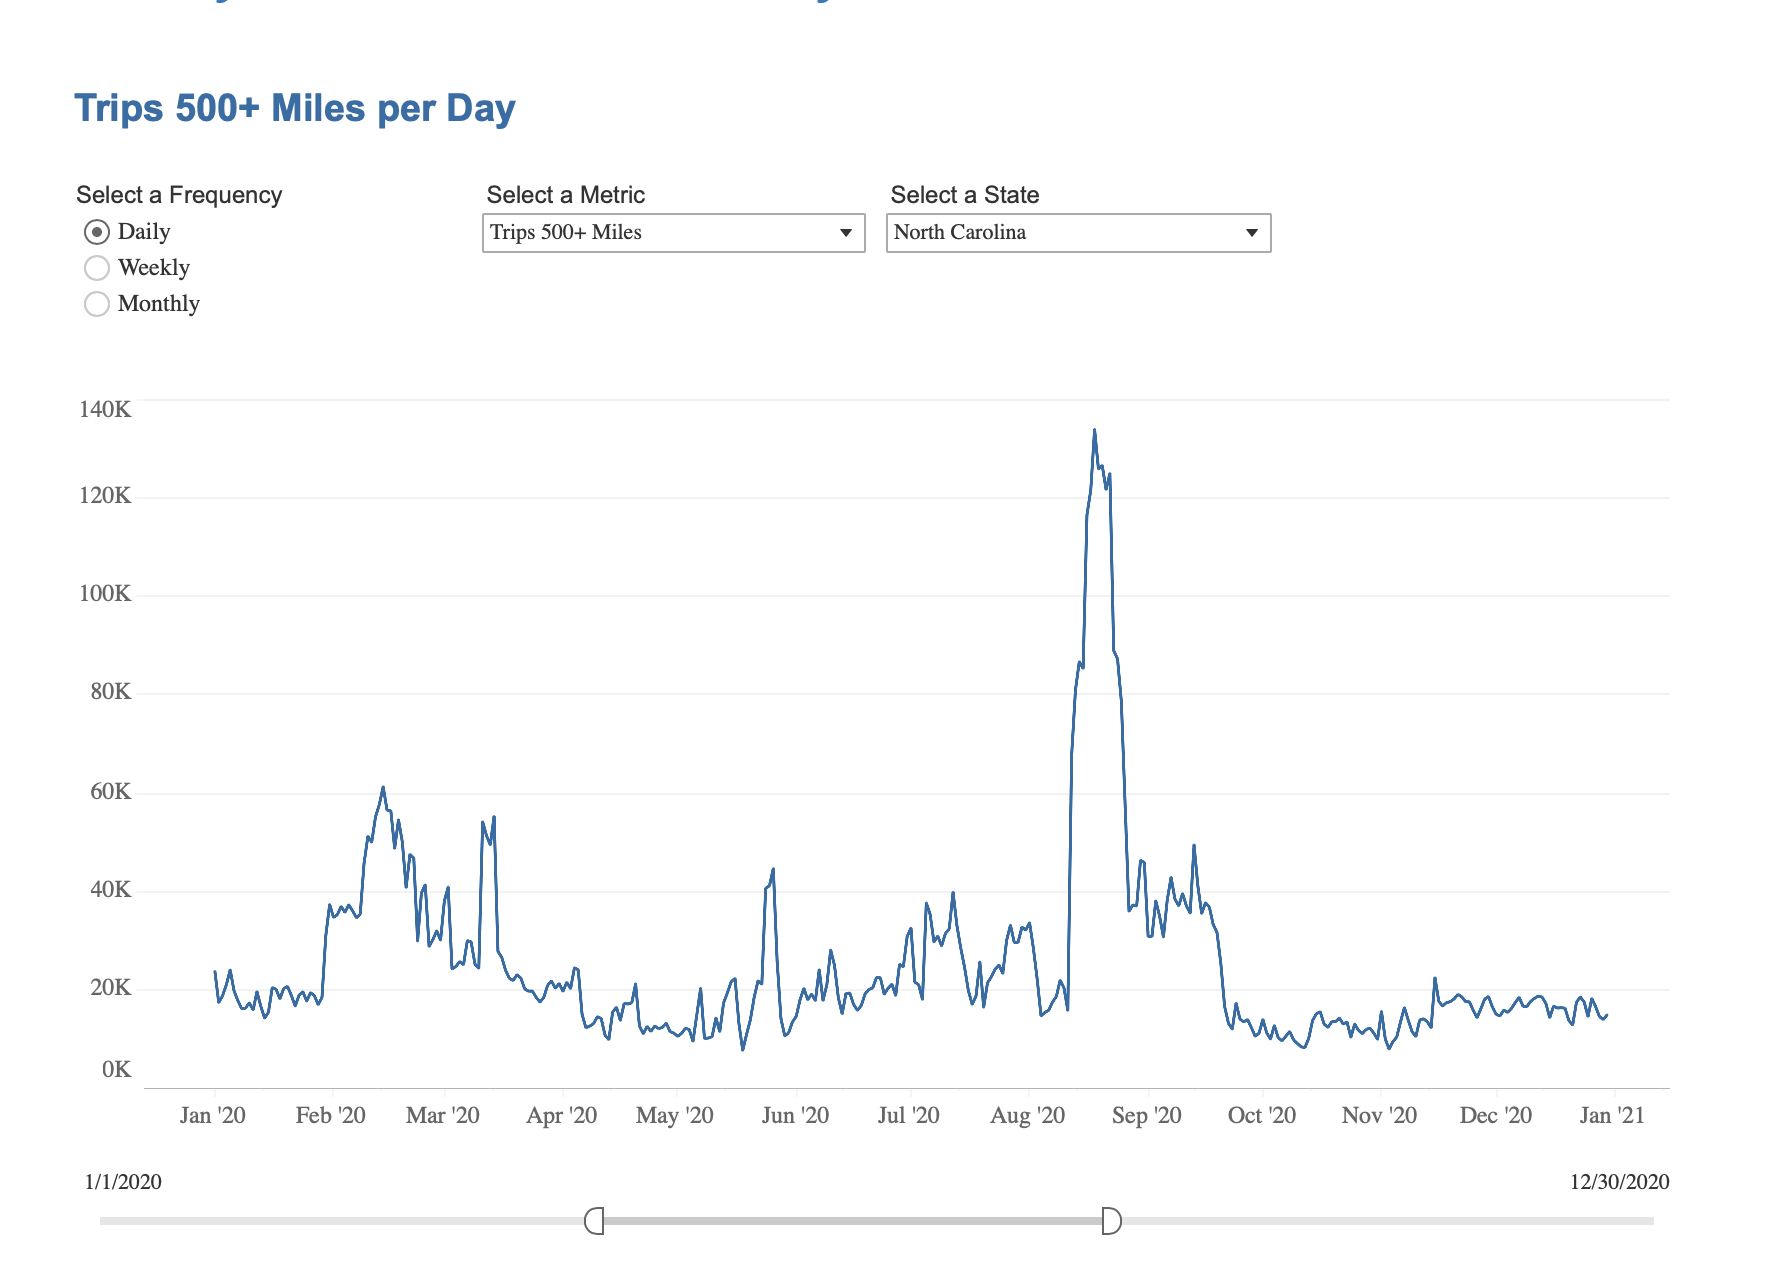 Trips 500+ Miles per Day
Select a Frequency
Daily
Weekly
Monthly
Select a Metric
Trips 500+ Miles
Select a State
North Carolina
140K
120K
100K
80K
60K
40K
20K
0K
Jan '20 Feb '20 Mar '20 Apr '20 May '20 Jun '20 Jul '20 Aug '20 Sep '20 Oct '20 Nov '20 Dec '20 Jan '21
1/1/2020 12/30/2020